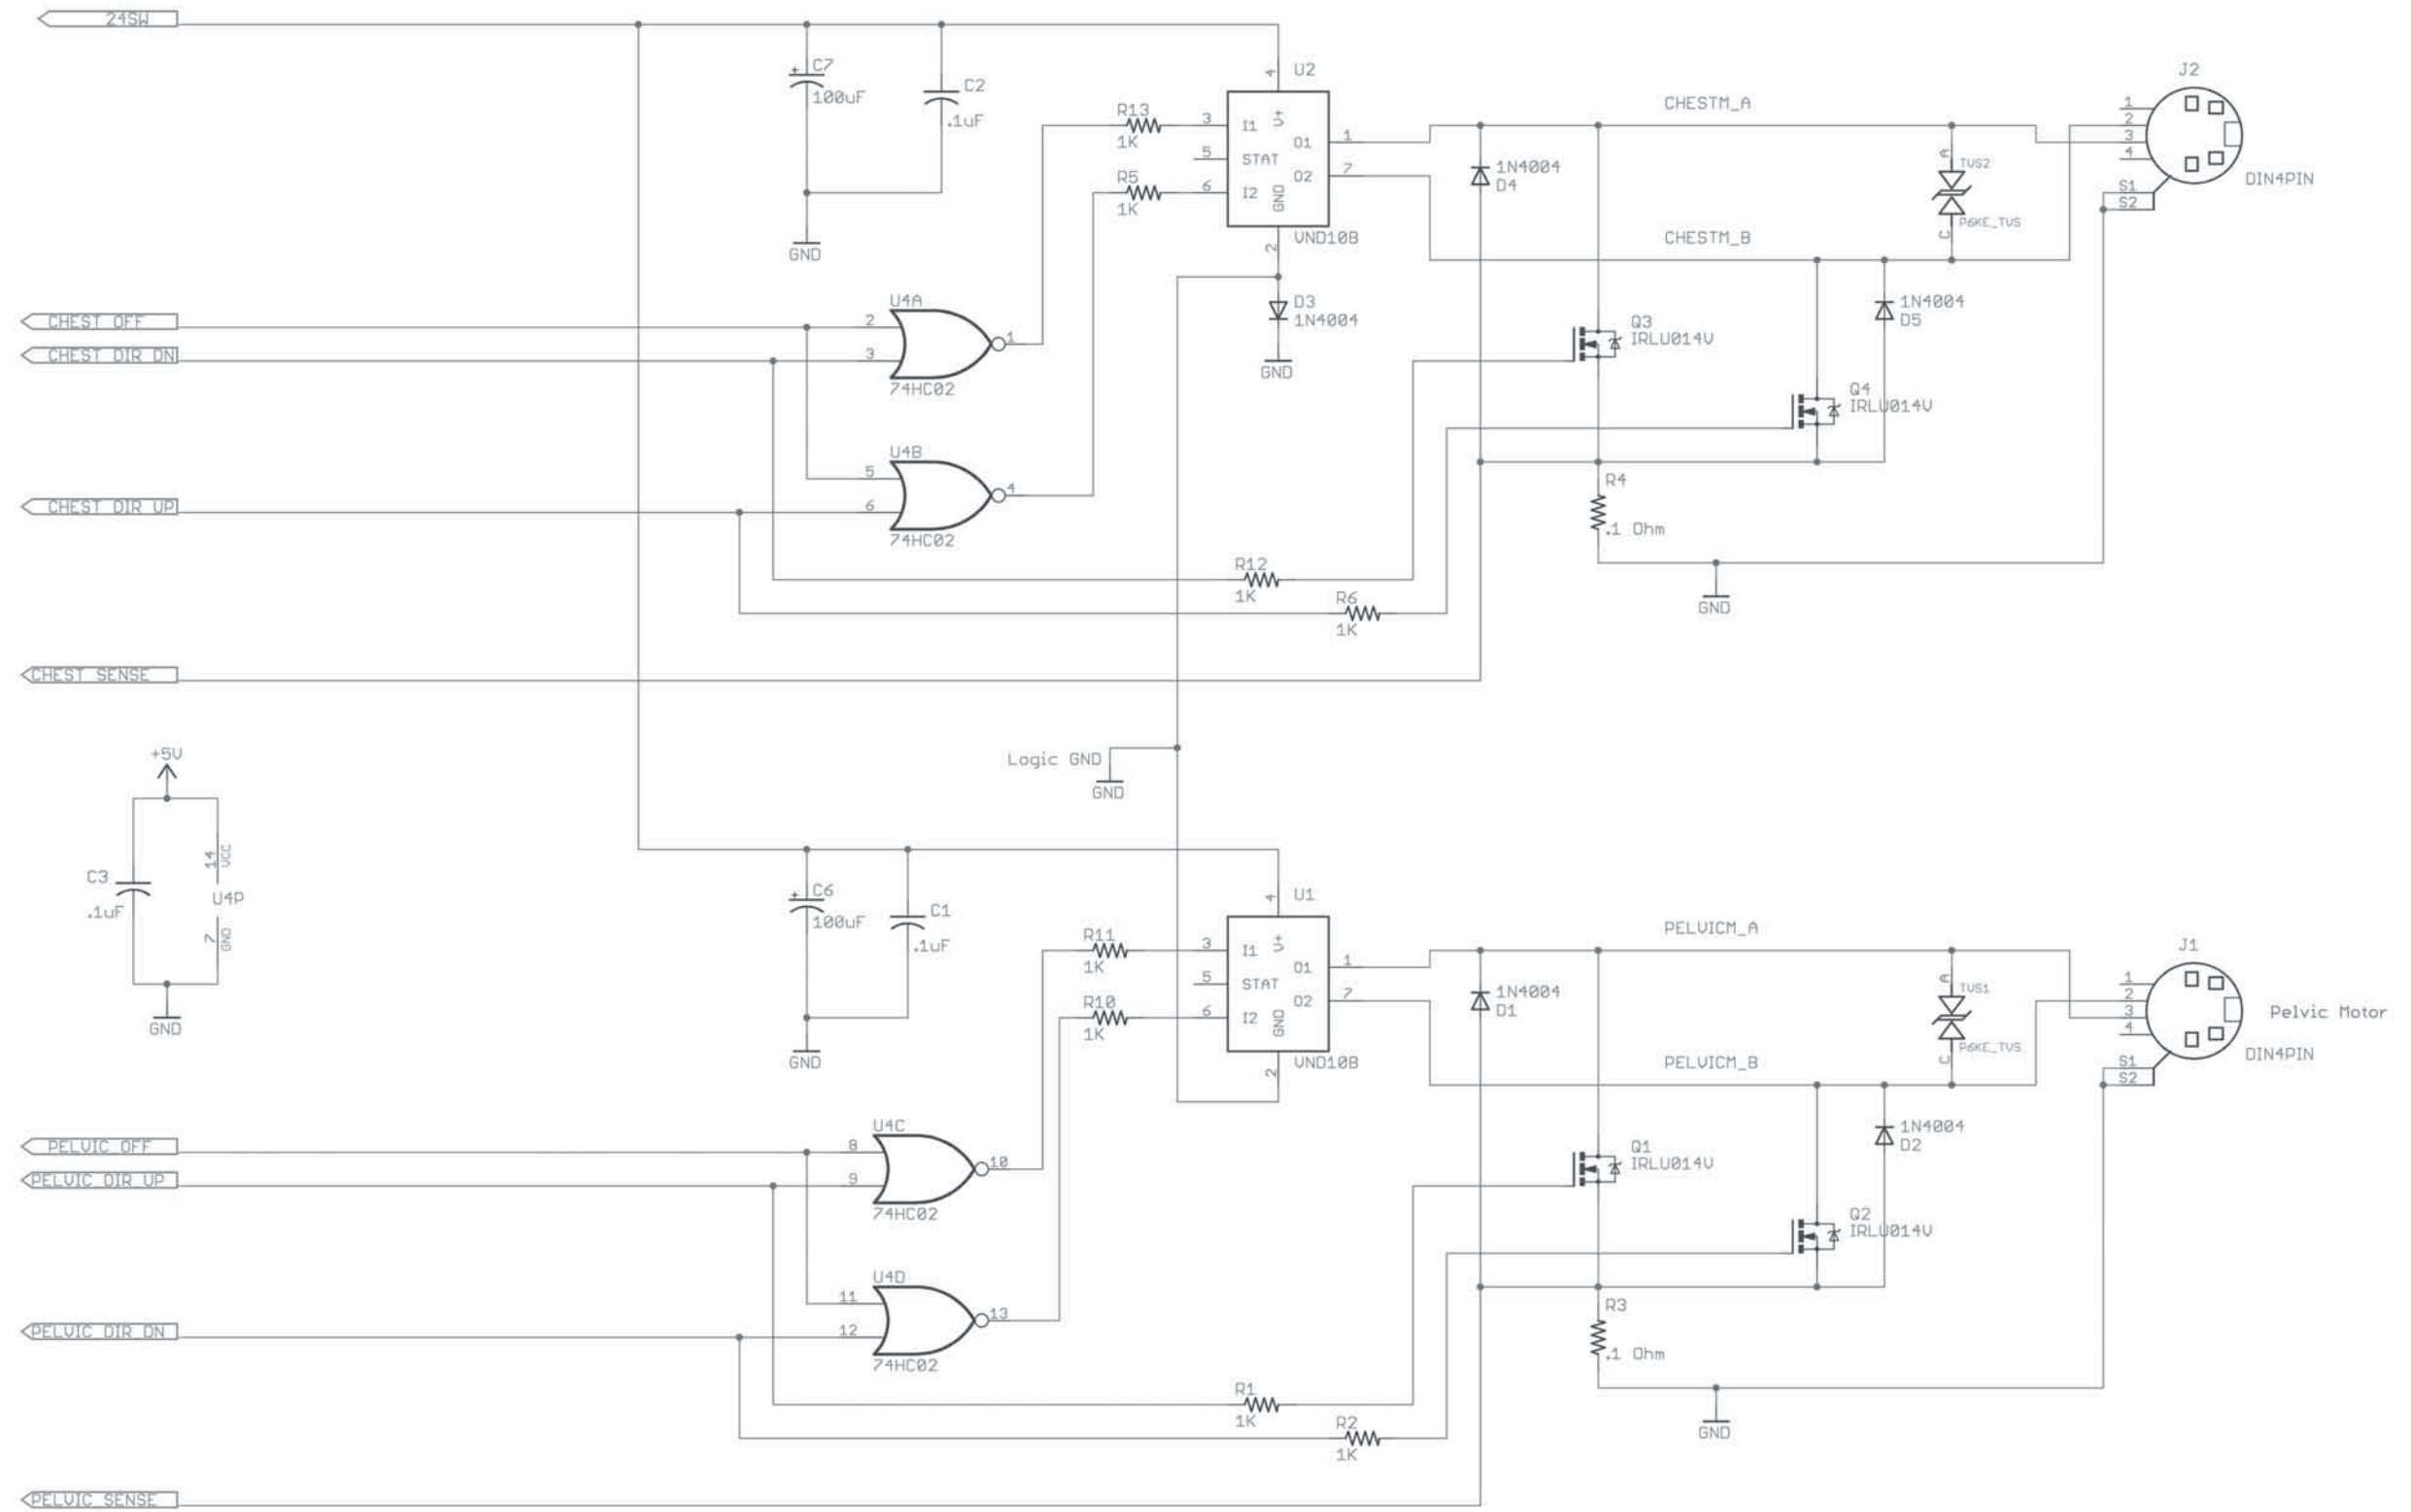 24SW
C7
100uF
C2
.1uF
GND
R13
1K
R5
1K
U2
4
3
5
6
I1
V+
STAT
I2
GND
O1
O2
1
7
2
VND10B
D3
1N4004
GND
CHESTM_A
1N4004
D4
CHESTM_B
A
TVS2
P6KE_TVS
C
J2
1
2
3
4
S1
S2
DIN4PIN
1N4004
D5
Q3
IRLU014V
Q4
IRLU014V
R4
.1 Ohm
GND
CHEST OFF
CHEST DIR DN
U4A
2
3
1
74HC02
U4B
5
6
4
74HC02
CHEST DIR UP
R12
1K
R6
1K
CHEST SENSE
+5V
C3
.1uF
14
VCC
U4P
7
GND
GND
Logic GND
GND
C6
100uF
C1
.1uF
GND
R11
1K
R10
1K
U1
4
3
5
6
I1
V+
STAT
I2
GND
O1
O2
1
7
2
VND10B
PELVICM_A
1N4004
D1
PELVICM_B
A
TVS1
P6KE_TVS
C
J1
1
2
3
4
S1
S2
Pelvic Motor
DIN4PIN
1N4004
D2
Q1
IRLU014V
Q2
IRLU014V
R3
.1 Ohm
GND
PELVIC OFF
PELVIC DIR UP
U4C
8
9
10
74HC02
U4D
11
12
13
74HC02
PELVIC DIR DN
R1
1K
R2
1K
PELVIC SENSE